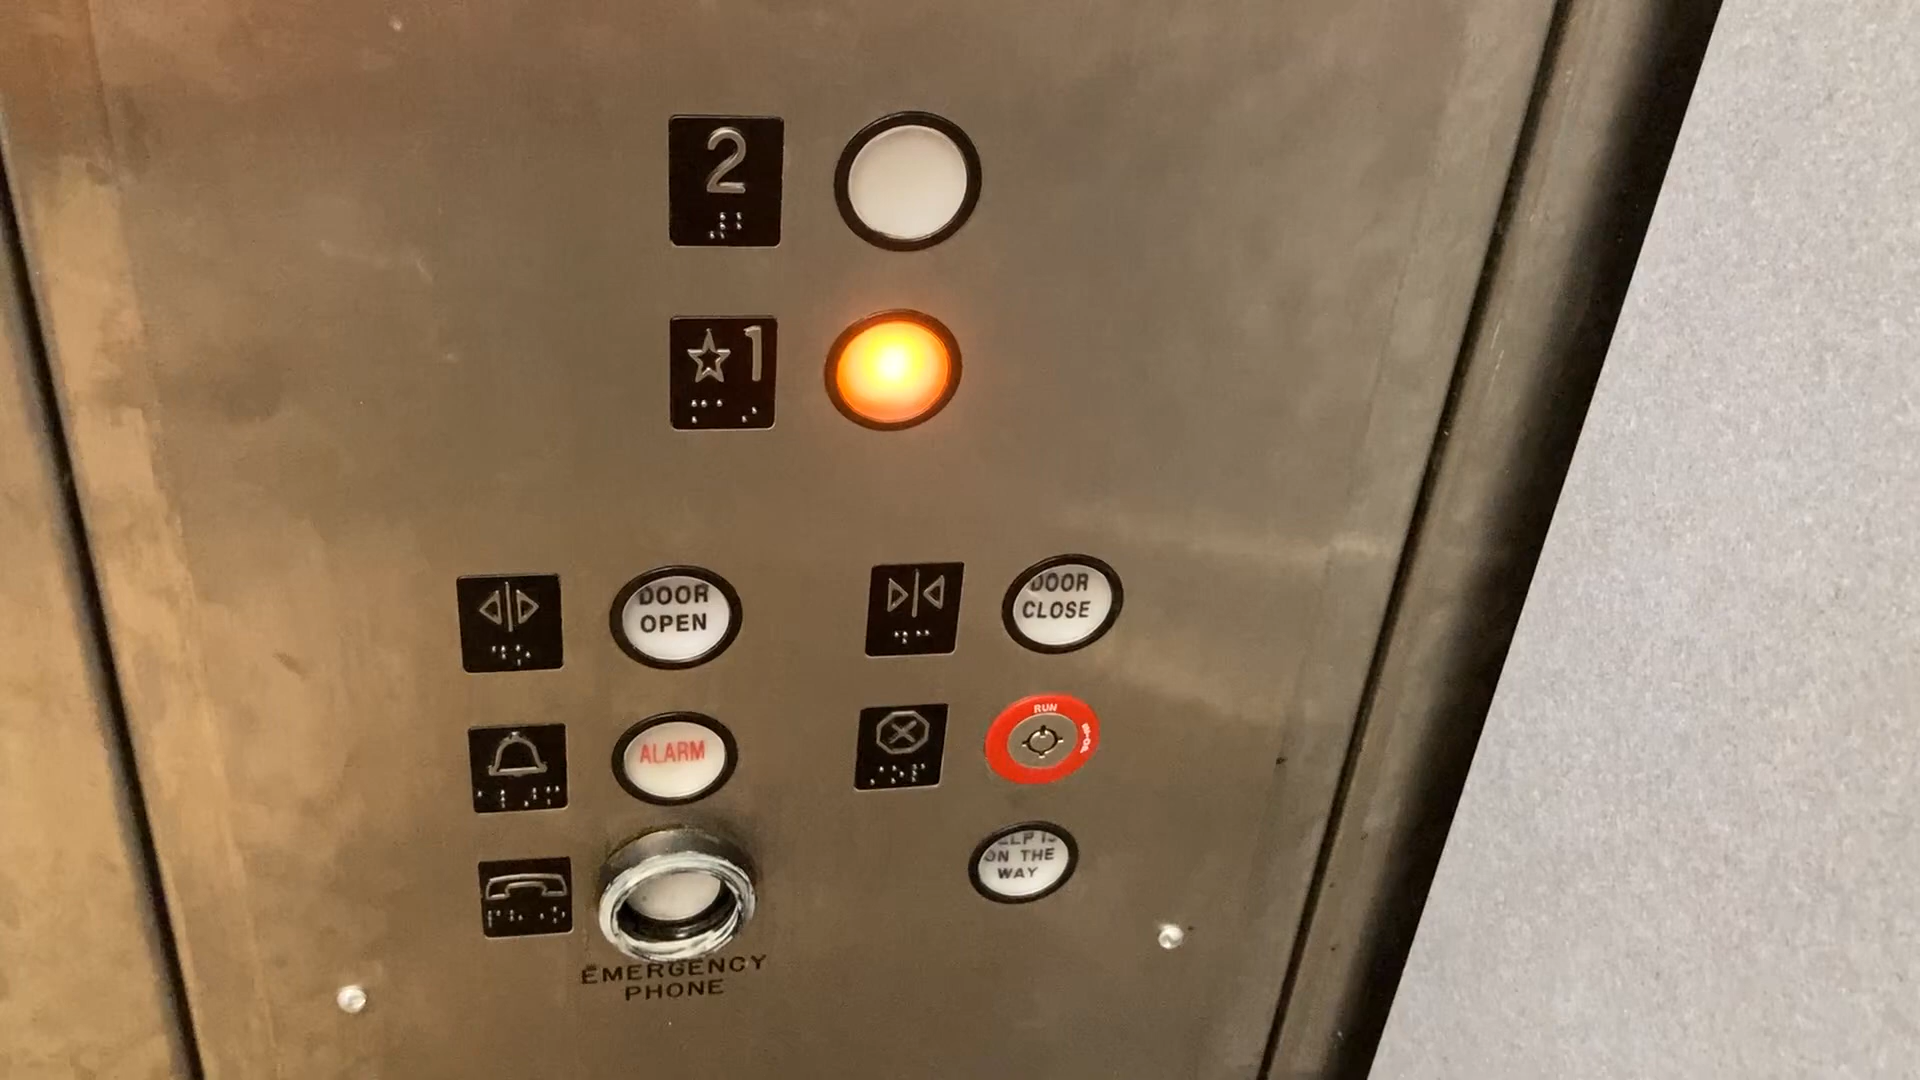 2
☆1
DOOR
OPEN
DOOR
CLOSE
ALARM
RUN
ON THE
WAY
EMERGENCY
PHONE